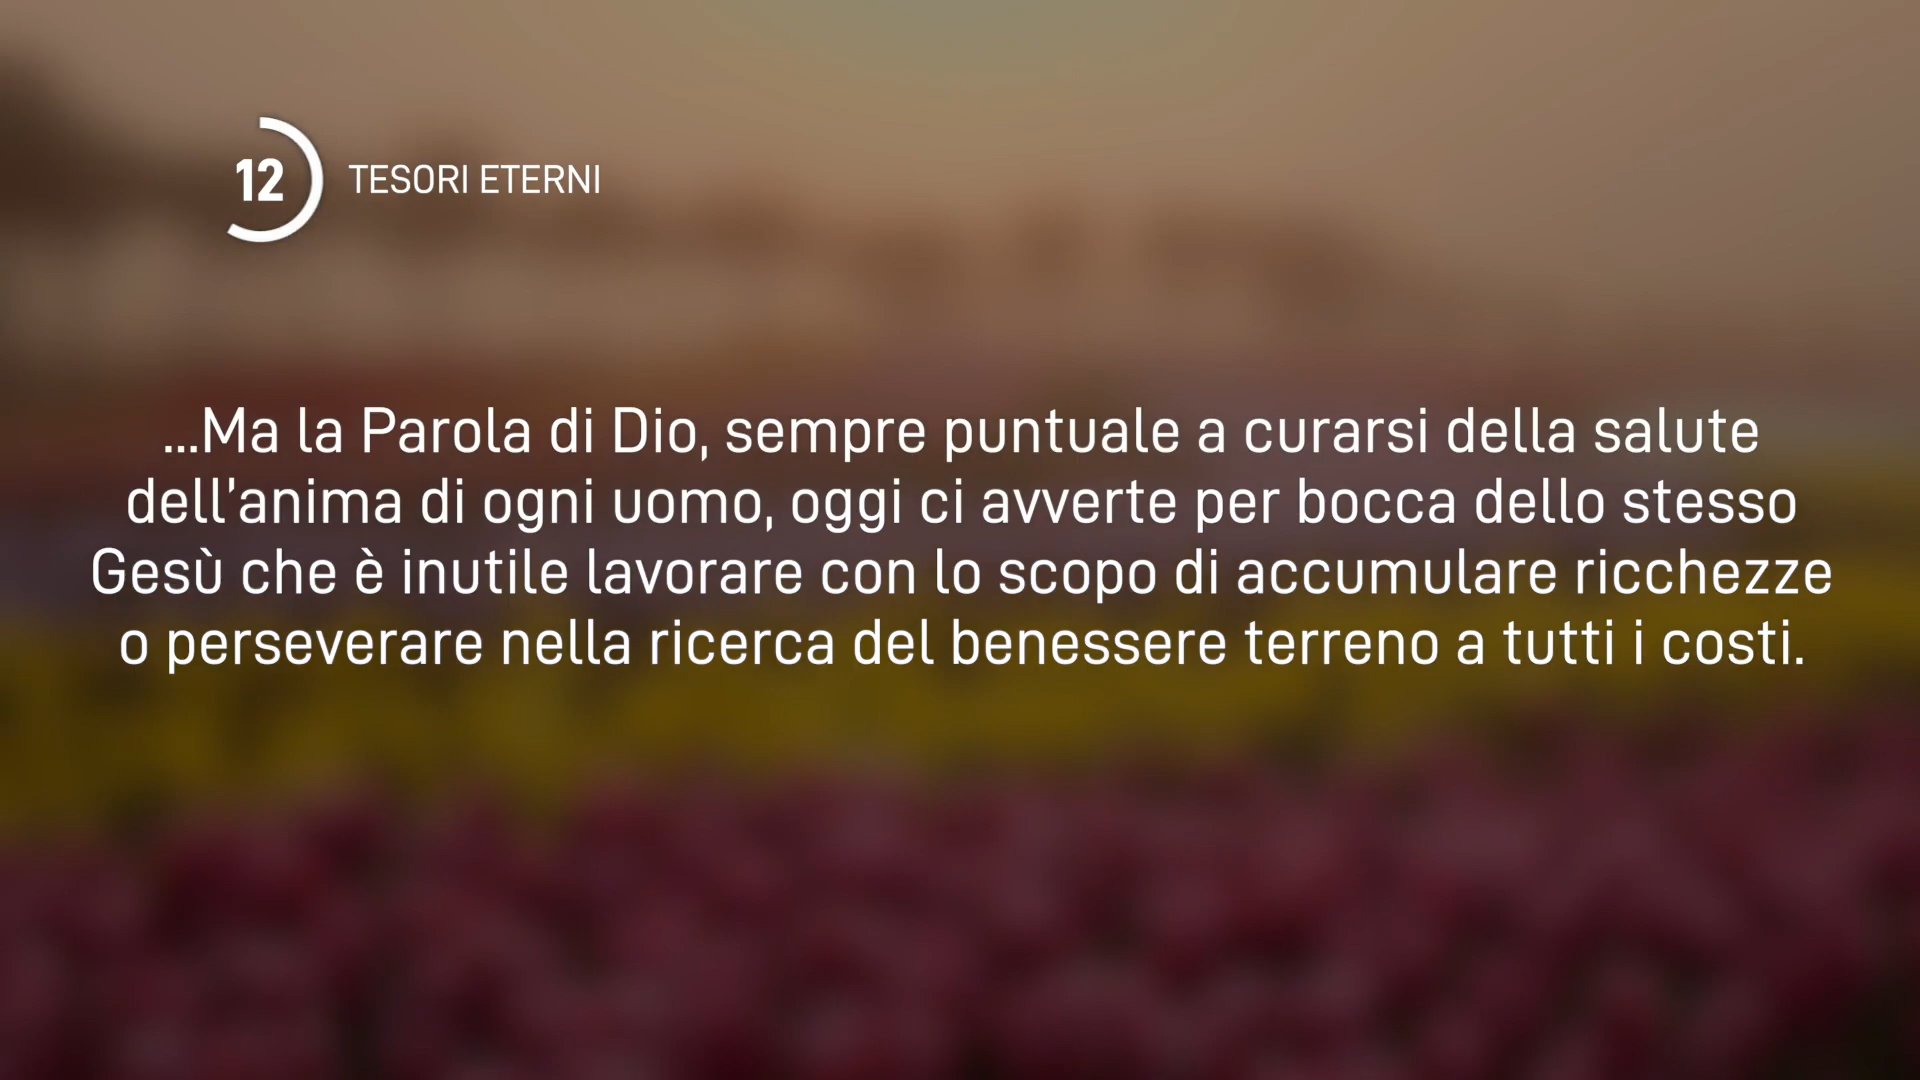 12
TESORI ETERNI
...Ma la Parola di Dio, sempre puntuale a curarsi della salute
dell'anima di ogni uomo, oggi ci avverte per bocca dello stesso
Gesù che è inutile lavorare con lo scopo di accumulare ricchezze
o perseverare nella ricerca del benessere terreno a tutti i costi.